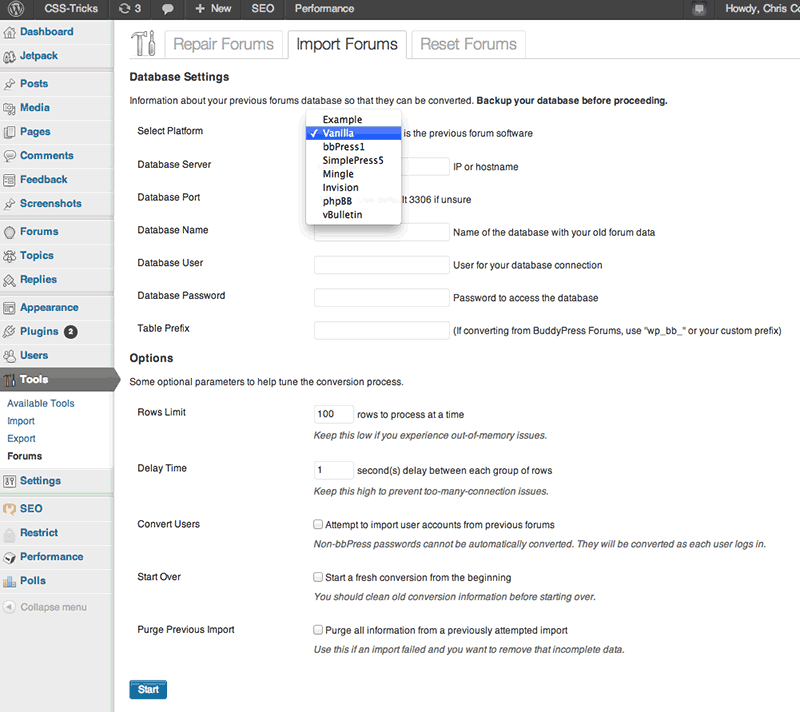 CSS-Tricks 3 New SEO Performance Howdy, Chris Co
Dashboard
Jetpack
Posts
Media
Pages
Comments
Feedback
Screenshots
Forums
Topics
Replies
Appearance
Plugins 2
Users
Tools
Available Tools
Import
Export
Forums
Settings
SEO
Restrict
Performance
Polls
Collapse menu
Repair Forums Import Forums Reset Forums
Database Settings
Information about your previous forums database so that they can be converted. Backup your database before proceeding.
Select Platform
Example
✓ Vanilla
bbPress1
SimplePress5
Mingle
Invision
phpBB
vBulletin
is the previous forum software
Database Server IP or hostname
Database Port 3306 if unsure
Database Name Name of the database with your old forum data
Database User User for your database connection
Database Password Password to access the database
Table Prefix (If converting from BuddyPress Forums, use "wp_bb_" or your custom prefix)
Options
Some optional parameters to help tune the conversion process.
Rows Limit 100 rows to process at a time
Keep this low if you experience out-of-memory issues.
Delay Time 1 second(s) delay between each group of rows
Keep this high to prevent too-many-connection issues.
Convert Users Attempt to import user accounts from previous forums
Non-bbPress passwords cannot be automatically converted. They will be converted as each user logs in.
Start Over Start a fresh conversion from the beginning
You should clean old conversion information before starting over.
Purge Previous Import Purge all information from a previously attempted import
Use this if an import failed and you want to remove that incomplete data.
Start